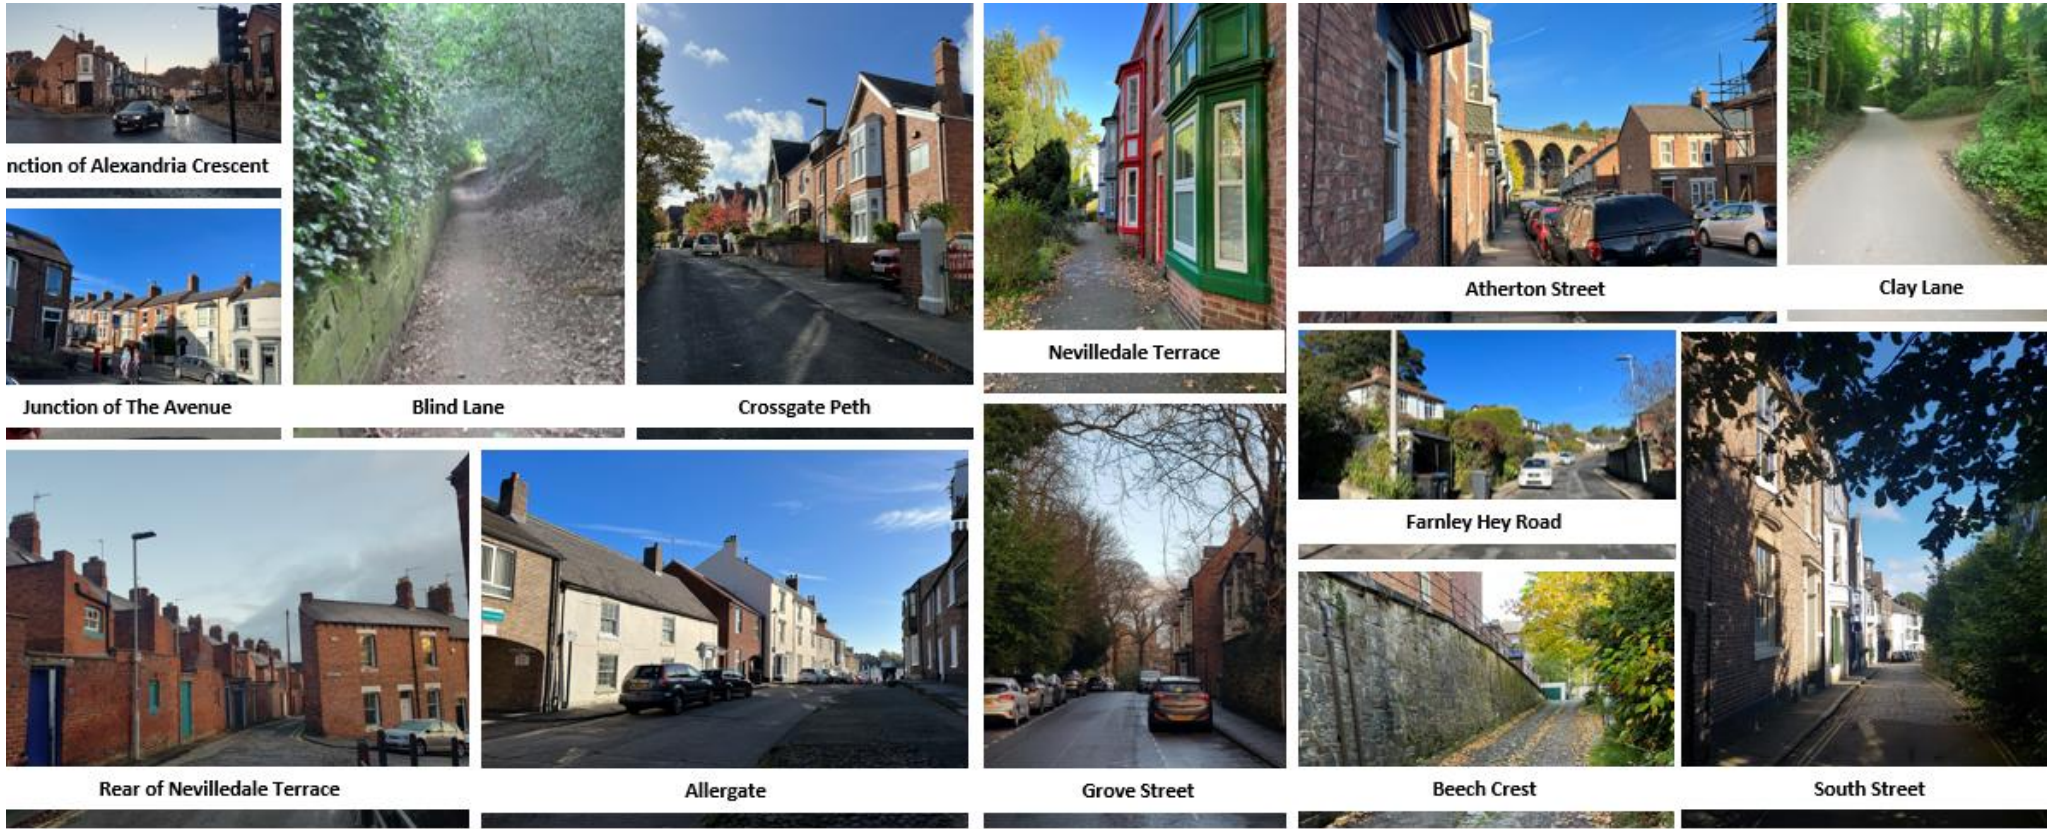 nction of Alexandria Crescent
Junction of The Avenue
Blind Lane
Crossgate Peth
Nevilledale Terrace
Atherton Street
Clay Lane
Farnley Hey Road
Rear of Nevilledale Terrace
Allergate
Grove Street
Beech Crest
South Street